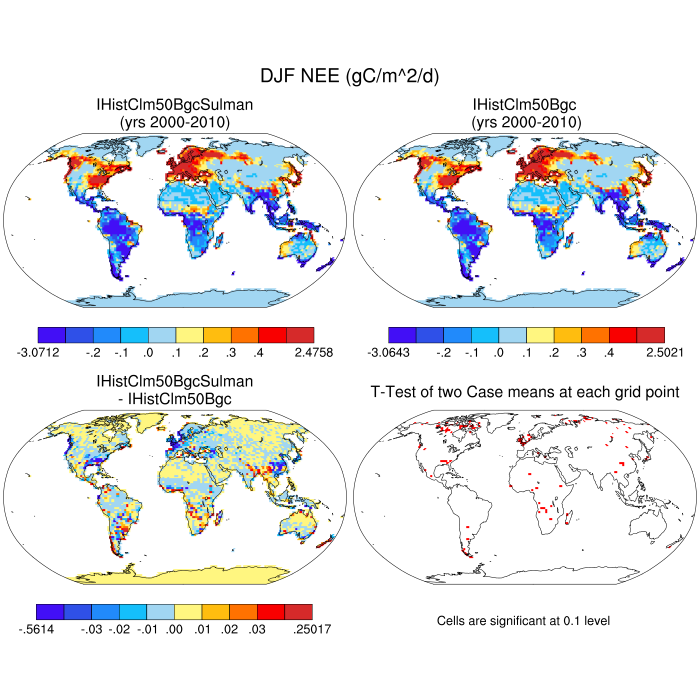 DJF NEE (gC/m^2/d)
IHistClm50BgcSulman
(yrs 2000-2010)
IHistClm50Bgc
(yrs 2000-2010)
-3.0712 -.2 -.1 .0 .1 .2 .3 .4 2.4758
-3.0643 -.2 -.1 .0 .1 .2 .3 .4 2.5021
IHistClm50BgcSulman
- IHistClm50Bgc
T-Test of two Case means at each grid point
-.5614 -.03 -.02 -.01 .00 .01 .02 .03 .25017
Cells are significant at 0.1 level